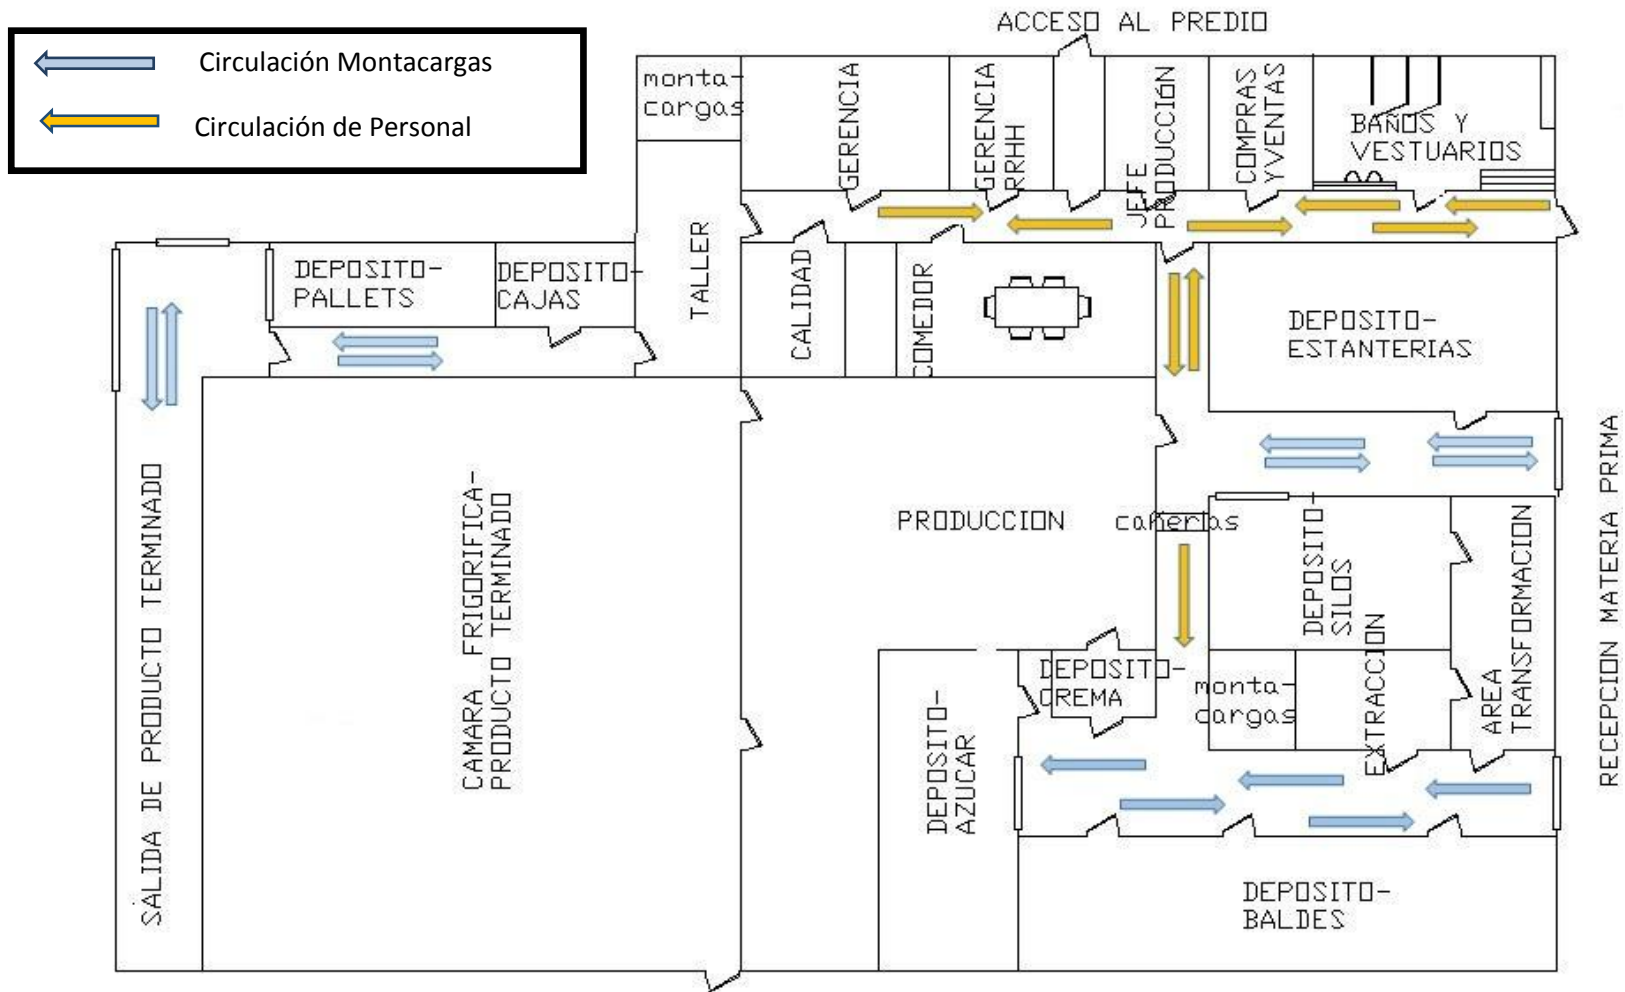 ACCESO AL PREDIO
Circulación Montacargas
Circulación de Personal
monta-
cargas
GERENCIA
GERENCIA
RRHH
JEFE
PRODUCCIÓN
COMPRAS
YVENTAS
BAÑOS Y
VESTUARIOS
DEPOSITO-
PALLETS
DEPOSITO-
CAJAS
TALLER
CALIDAD
COMEDOR
DEPOSITO-
ESTANTERIAS
SALIDA DE PRODUCTO TERMINADO
CAMARA FRIGORIFICA-
PRODUCTO TERMINADO
PRODUCCION
cañerias
DEPOSITO-
SILOS
AREA
TRANSFORMACION
RECEPCION MATERIA PRIMA
DEPOSITO-
CREMA
monta-
cargas
EXTRACCION
DEPOSITO-
AZUCAR
DEPOSITO-
BALDES